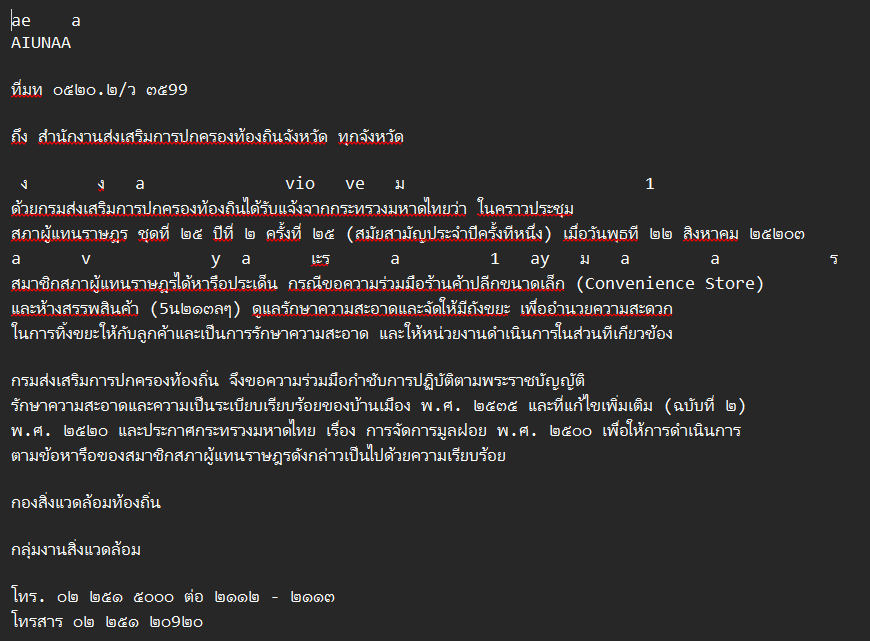 ae a
AIUNAA
ที่มท ๐๕๒๐.๒/ว ๓599
ถึง สำนักงานส่งเสริมการปกครองท้องถินจังหวัด ทุกจังหวัด
ง ง a vio ve ม 1
ด้วยกรมส่งเสริมการปกครองท้องถินได้รับแจ้งจากกระทรวงมหาดไทยว่า ในคราวประชุม
สภาผู้แทนราษฎร ชุดที่ ๒๕ ปีที่ ๒ ครั้งที่ ๒๕ (สมัยสามัญประจำปีครั้งทีหนึ่ง) เมื่อวันพุธที ๒๒ สิงหาคม ๒๕๒๐๓
a v y a เะร a 1 ay ม a a ร
สมาชิกสภาผู้แทนราษฎรได้หารือประเด็น กรณีขอความร่วมมือร้านค้าปลีกขนาดเล็ก (Convenience Store)
และห้างสรรพสินค้า (5น๒๑๓ลๆ) ดูแลรักษาความสะอาดและจัดให้มีถังขยะ เพื่ออำนวยความสะดวก
ในการทิ้งขยะให้กับลูกค้าและเป็นการรักษาความสะอาด และให้หน่วยงานดำเนินการในส่วนทีเกียวข้อง
กรมส่งเสริมการปกครองท้องถิ่น จึงขอความร่วมมือกำชับการปฏิบัติตามพระราชบัญญัติ
รักษาความสะอาดและความเป็นระเบียบเรียบร้อยของบ้านเมือง พ.ศ. ๒๕๓๕ และที่แก้ไขเพิ่มเติม (ฉบับที่ ๒)
พ.ศ. ๒๕๒๐ และประกาศกระทรวงมหาดไทย เรื่อง การจัดการมูลฝอย พ.ศ. ๒๕๐๐ เพื่อให้การดำเนินการ
ตามข้อหารือของสมาชิกสภาผู้แทนราษฎรดังกล่าวเป็นไปด้วยความเรียบร้อย
กองสิ่งแวดล้อมท้องถิ่น
กลุ่มงานสิ่งแวดล้อม
โทร. ๐๒ ๒๕๑ ๕๐๐๐ ต่อ ๒๑๑๒ - ๒๑๑๓
โทรสาร ๐๒ ๒๕๑ ๒๐9๒๐